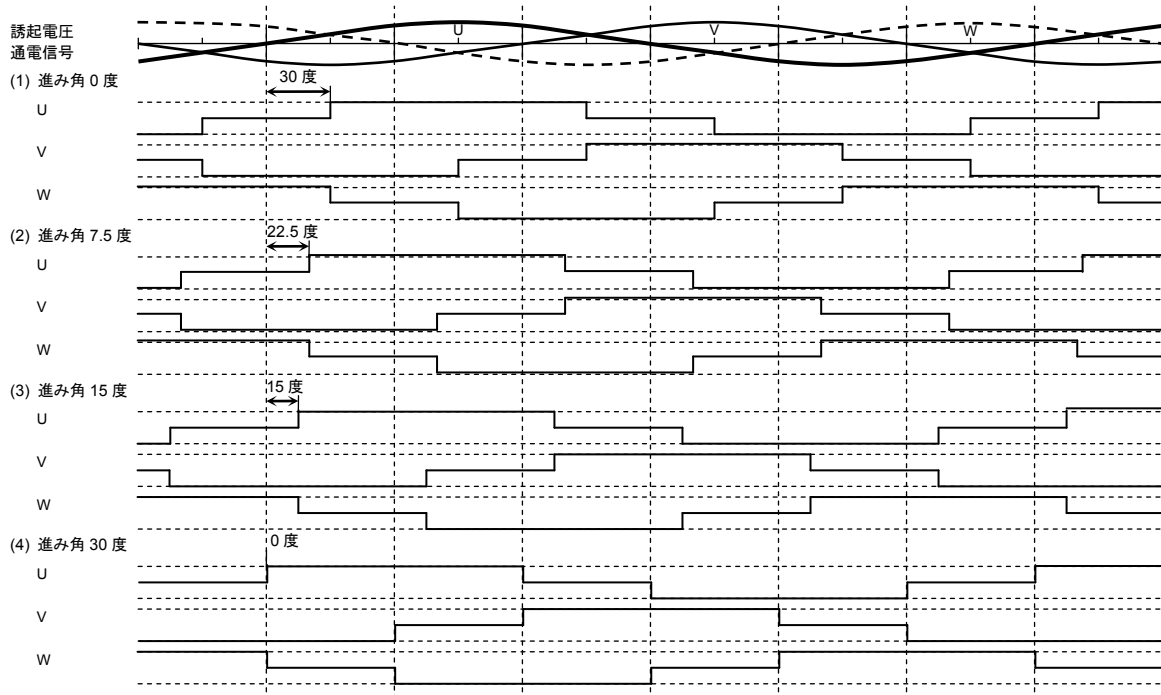 誘起電圧
U V W
通電信号
(1) 進み角 0 度
30 度
U
V
W
(2) 進み角 7.5 度
22.5 度
U
V
W
(3) 進み角 15 度
15 度
U
V
W
(4) 進み角 30 度
0 度
U
V
W